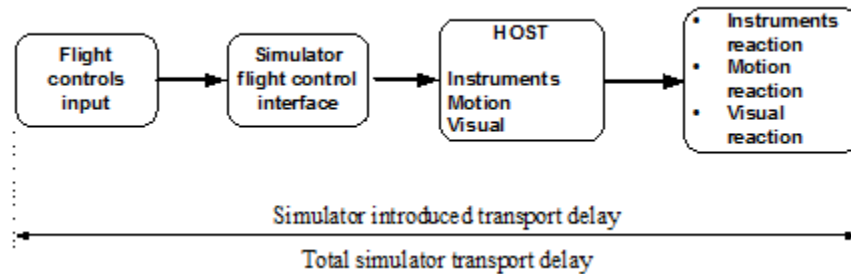 Flight
controls
input
Simulator
flight control
interface
HOST
Instruments
Motion
Visual
• Instruments
reaction
• Motion
reaction
• Visual
reaction
Simulator introduced transport delay
Total simulator transport delay